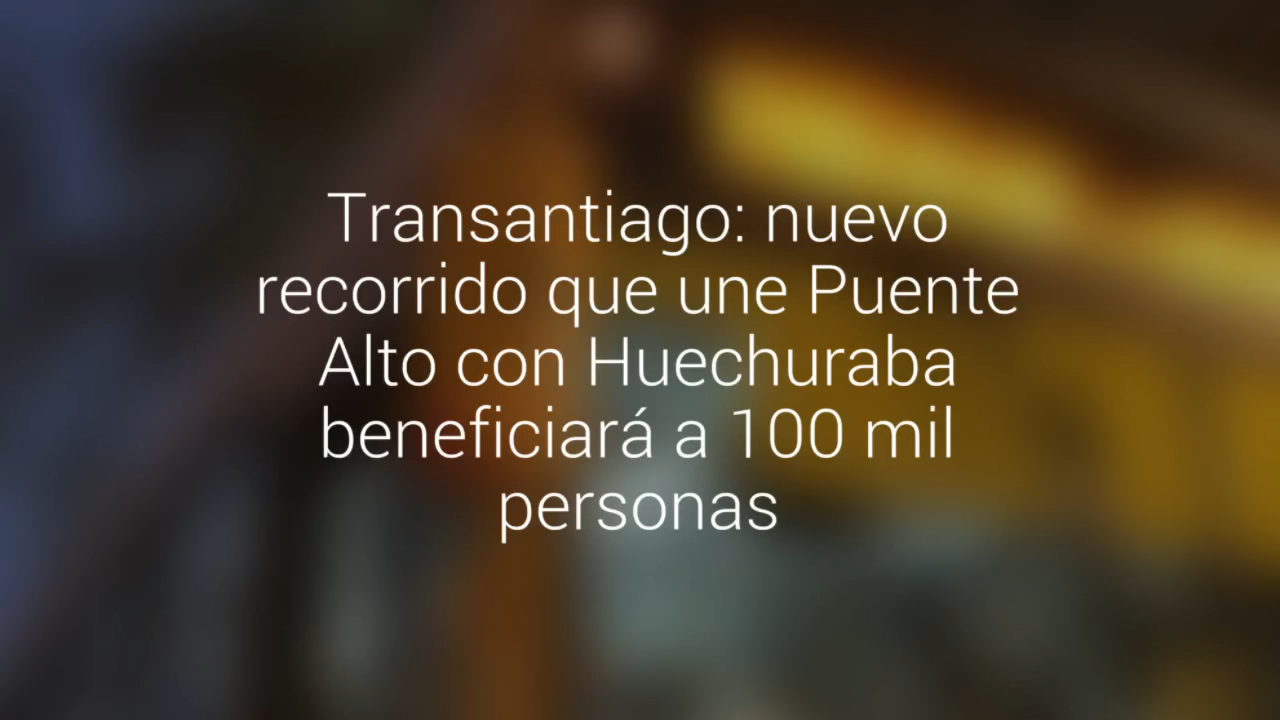 Transantiago: nuevo
recorrido que une Puente
Alto con Huechuraba
beneficiará a 100 mil
personas